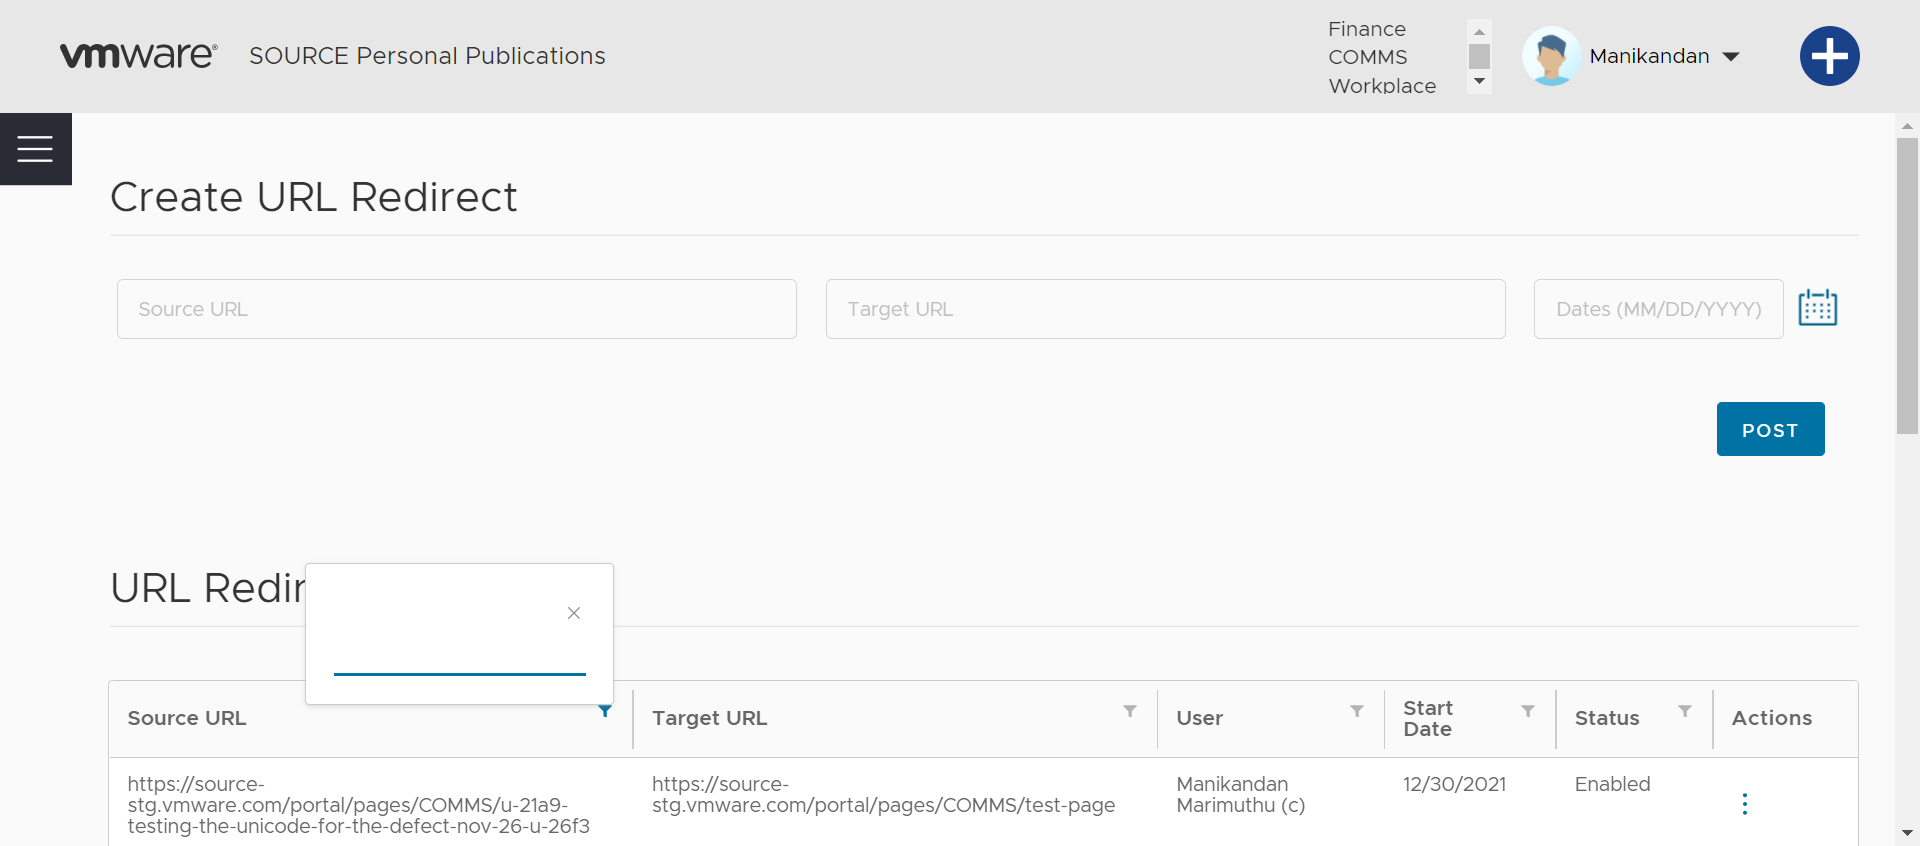 vmware®
SOURCE Personal Publications
Finance
COMMS
Workplace
Manikandan
Create URL Redirect
Source URL
Target URL
Dates (MM/DD/YYYY)
POST
URL Redir
Source URL
Target URL
User
Start
Date
Status
Actions
https://source-
stg.vmware.com/portal/pages/COMMS/u-21a9-
testing-the-unicode-for-the-defect-nov-26-u-26f3
https://source-
stg.vmware.com/portal/pages/COMMS/test-page
Manikandan
Marimuthu (c)
12/30/2021
Enabled